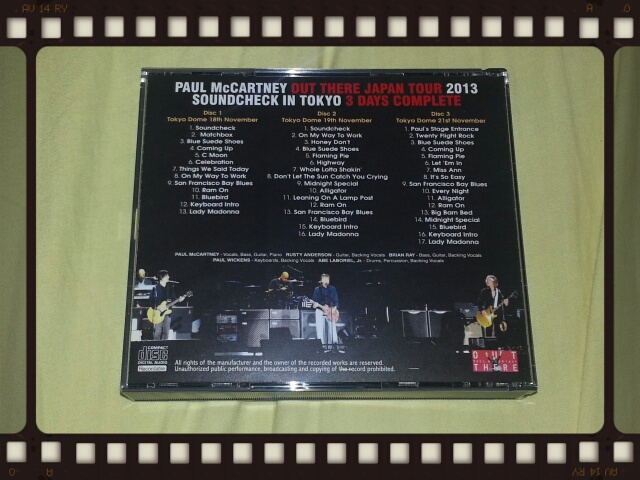 PAUL McCARTNEY OUT THERE JAPAN TOUR 2013
SOUNDCHECK IN TOKYO 3 DAYS COMPLETE
Disc 1
Tokyo Dome 18th November
1. Soundcheck
2. Matchbox
3. Blue Suede Shoes
4. Coming Up
5. C Moon
6. Celebration
7. Things We Said Today
8. On My Way To Work
9. San Francisco Bay Blues
10. Ram On
11. Bluebird
12. Keyboard Intro
13. Lady Madonna
Disc 2
Tokyo Dome 19th November
1. Soundcheck
2. On My Way To Work
3. Honey Don't
4. Blue Suede Shoes
5. Flaming Pie
6. Highway
7. Whole Lotta Shakin'
8. Don't Let The Sun Catch You Crying
9. Midnight Special
10. Alligator
11. Leaning On A Lamp Post
12. Ram On
13. San Francisco Bay Blues
14. Bluebird
15. Keyboard Intro
16. Lady Madonna
Disc 3
Tokyo Dome 21st November
1. Paul's Stage Entrance
2. Twenty Flight Rock
3. Blue Suede Shoes
4. Coming Up
5. Flaming Pie
6. Let 'Em In
7. Miss Ann
8. It's So Easy
9. San Francisco Bay Blues
10. Every Night
11. Alligator
12. Ram On
13. Big Barn Bed
14. Midnight Special
15. Bluebird
16. Keyboard Intro
17. Lady Madonna
PAUL McCARTNEY - Vocals, Bass, Guitar, Piano RUSTY ANDERSON - Guitar, Backing Vocals BRIAN RAY - Bass, Guitar, Backing Vocals
PAUL WICKENS - Keyboards, Backing Vocals ABE LABORIEL, Jr. - Drums, Percussion, Backing Vocals
COMPACT
disc
DIGITAL AUDIO
Recordable
All rights of the manufacturer and the owner of the recorded works are reserved.
Unauthorized public performance, broadcasting and copying of the record prohibited.
OUT
THERE
AU 14 RY
A